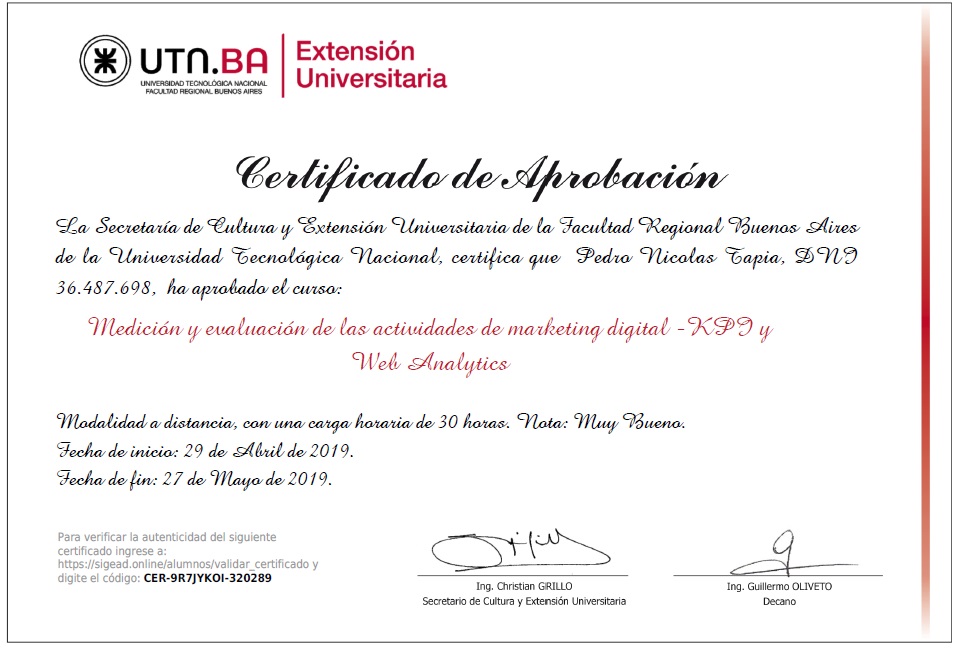 UTN.BA
UNIVERSIDAD TECNOLÓGICA NACIONAL
FACULTAD REGIONAL BUENOS AIRES
Extensión
Universitaria
Certificado de Aprobación
La Secretaría de Cultura y Extensión Universitaria de la Facultad Regional Buenos Aires
de la Universidad Tecnológica Nacional, certifica que Pedro Nicolas Tapia, DNI
36.487.698, ha aprobado el curso:
Medición y evaluación de las actividades de marketing digital -KPI y
Web Analytics
Modalidad a distancia, con una carga horaria de 30 horas. Nota: Muy Bueno.
Fecha de inicio: 29 de Abril de 2019.
Fecha de fin: 27 de Mayo de 2019.
Para verificar la autenticidad del siguiente
certificado ingrese a:
https://sigead.online/alumnos/validar_certificado y
digite el código: CER-9R7JYKOI-320289
Ing. Christian GRILLO
Secretario de Cultura y Extensión Universitaria
Ing. Guillermo OLIVETO
Decano